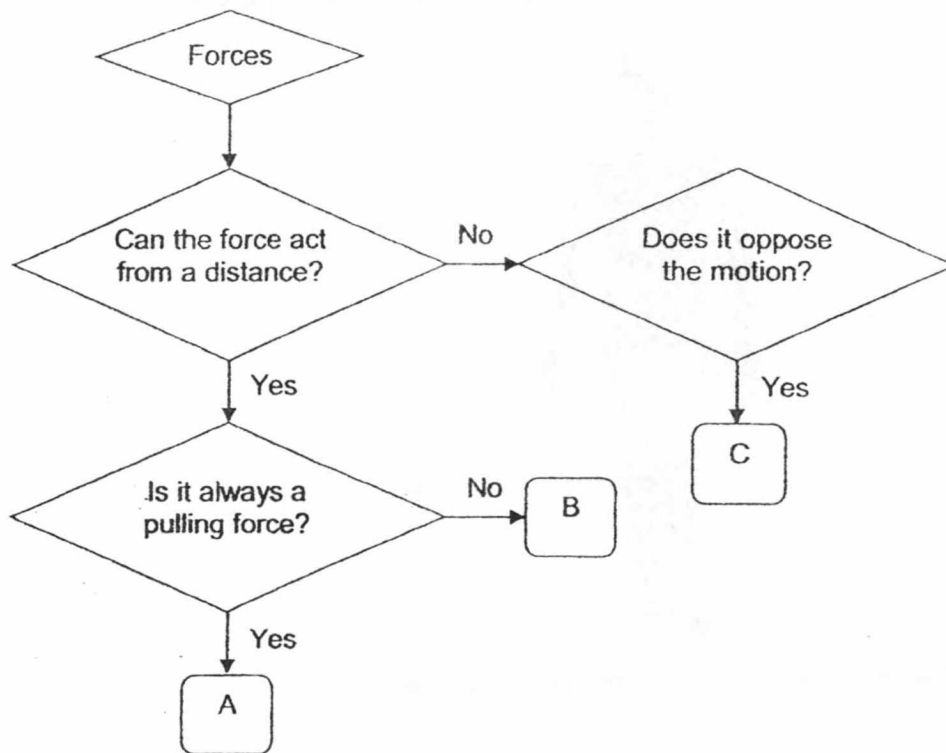 Forces
Can the force act
from a distance?
No
Does it oppose
the motion?
Yes
Yes
C
Is it always a
pulling force?
No
B
Yes
A